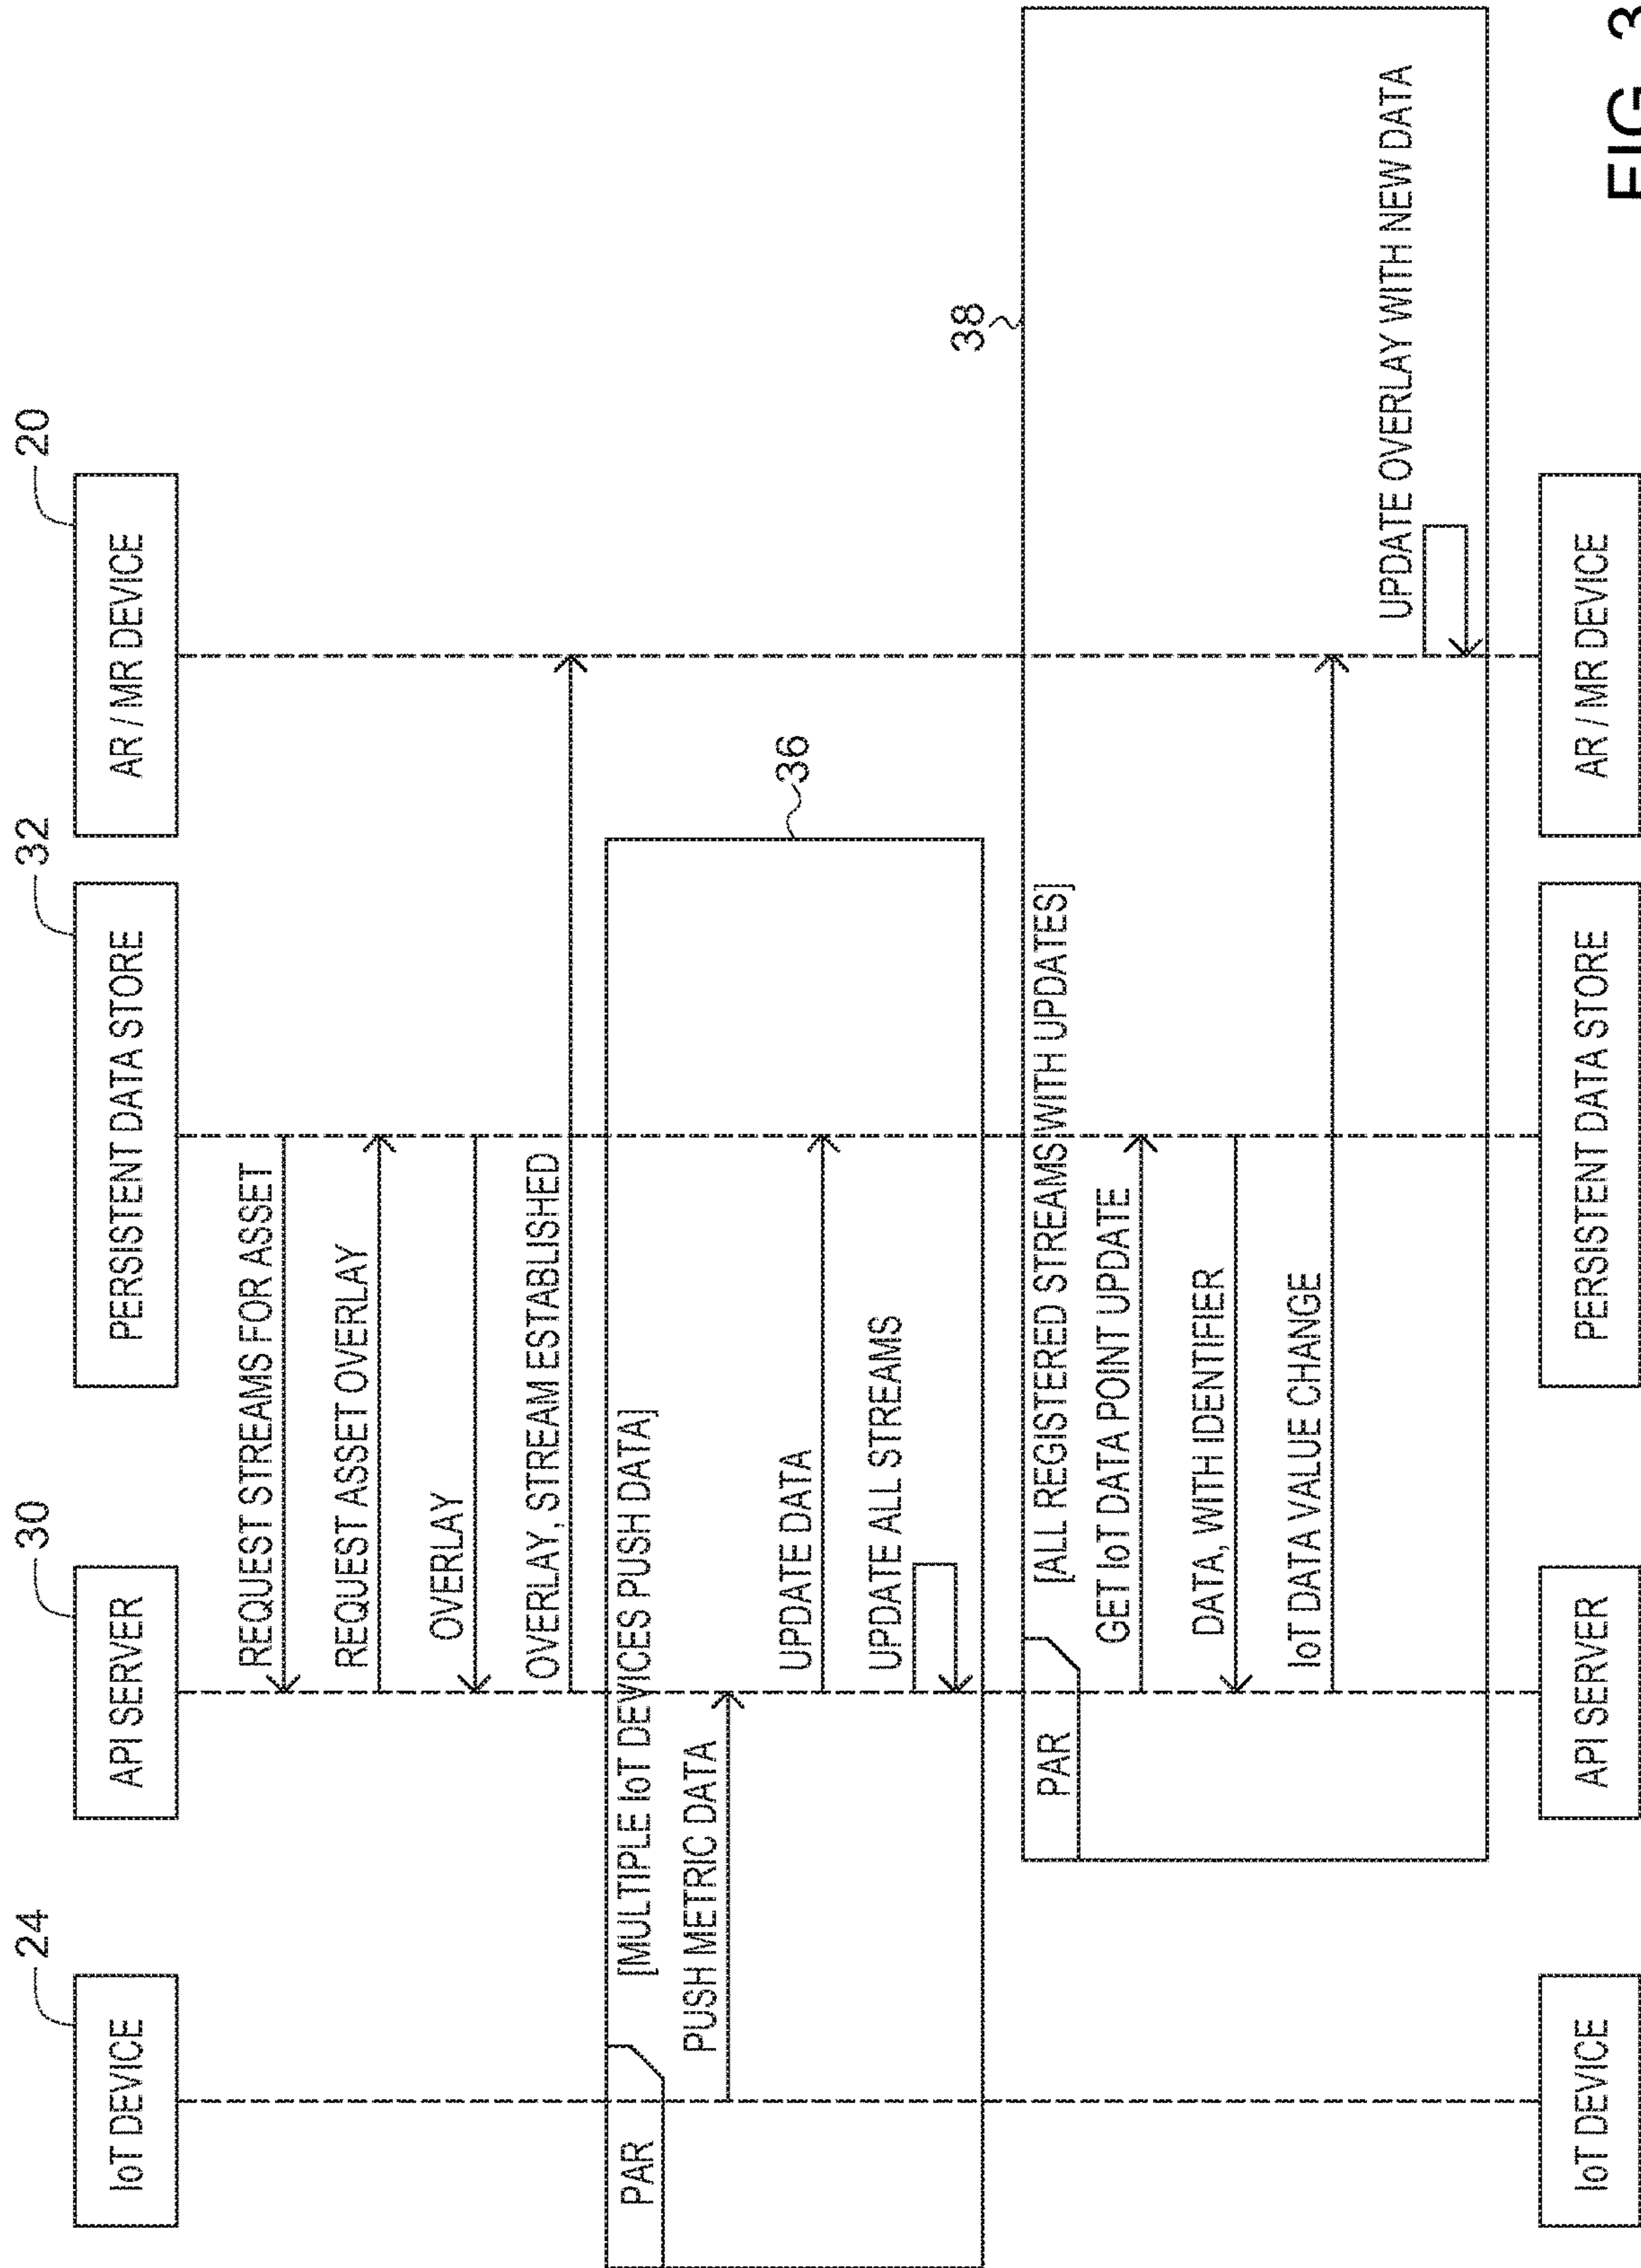 24
30
32
20
IoT DEVICE
API SERVER
PERSISTENT DATA STORE
AR / MR DEVICE
REQUEST STREAMS FOR ASSET
REQUEST ASSET OVERLAY
OVERLAY
OVERLAY, STREAM ESTABLISHED
PAR
[MULTIPLE IoT DEVICES PUSH DATA]
36
PUSH METRIC DATA
UPDATE DATA
UPDATE ALL STREAMS
38
PAR
[ALL REGISTERED STREAMS WITH UPDATES]
GET IoT DATA POINT UPDATE
DATA, WITH IDENTIFIER
IoT DATA VALUE CHANGE
UPDATE OVERLAY WITH NEW DATA
IoT DEVICE
API SERVER
PERSISTENT DATA STORE
AR / MR DEVICE
FIG. 3